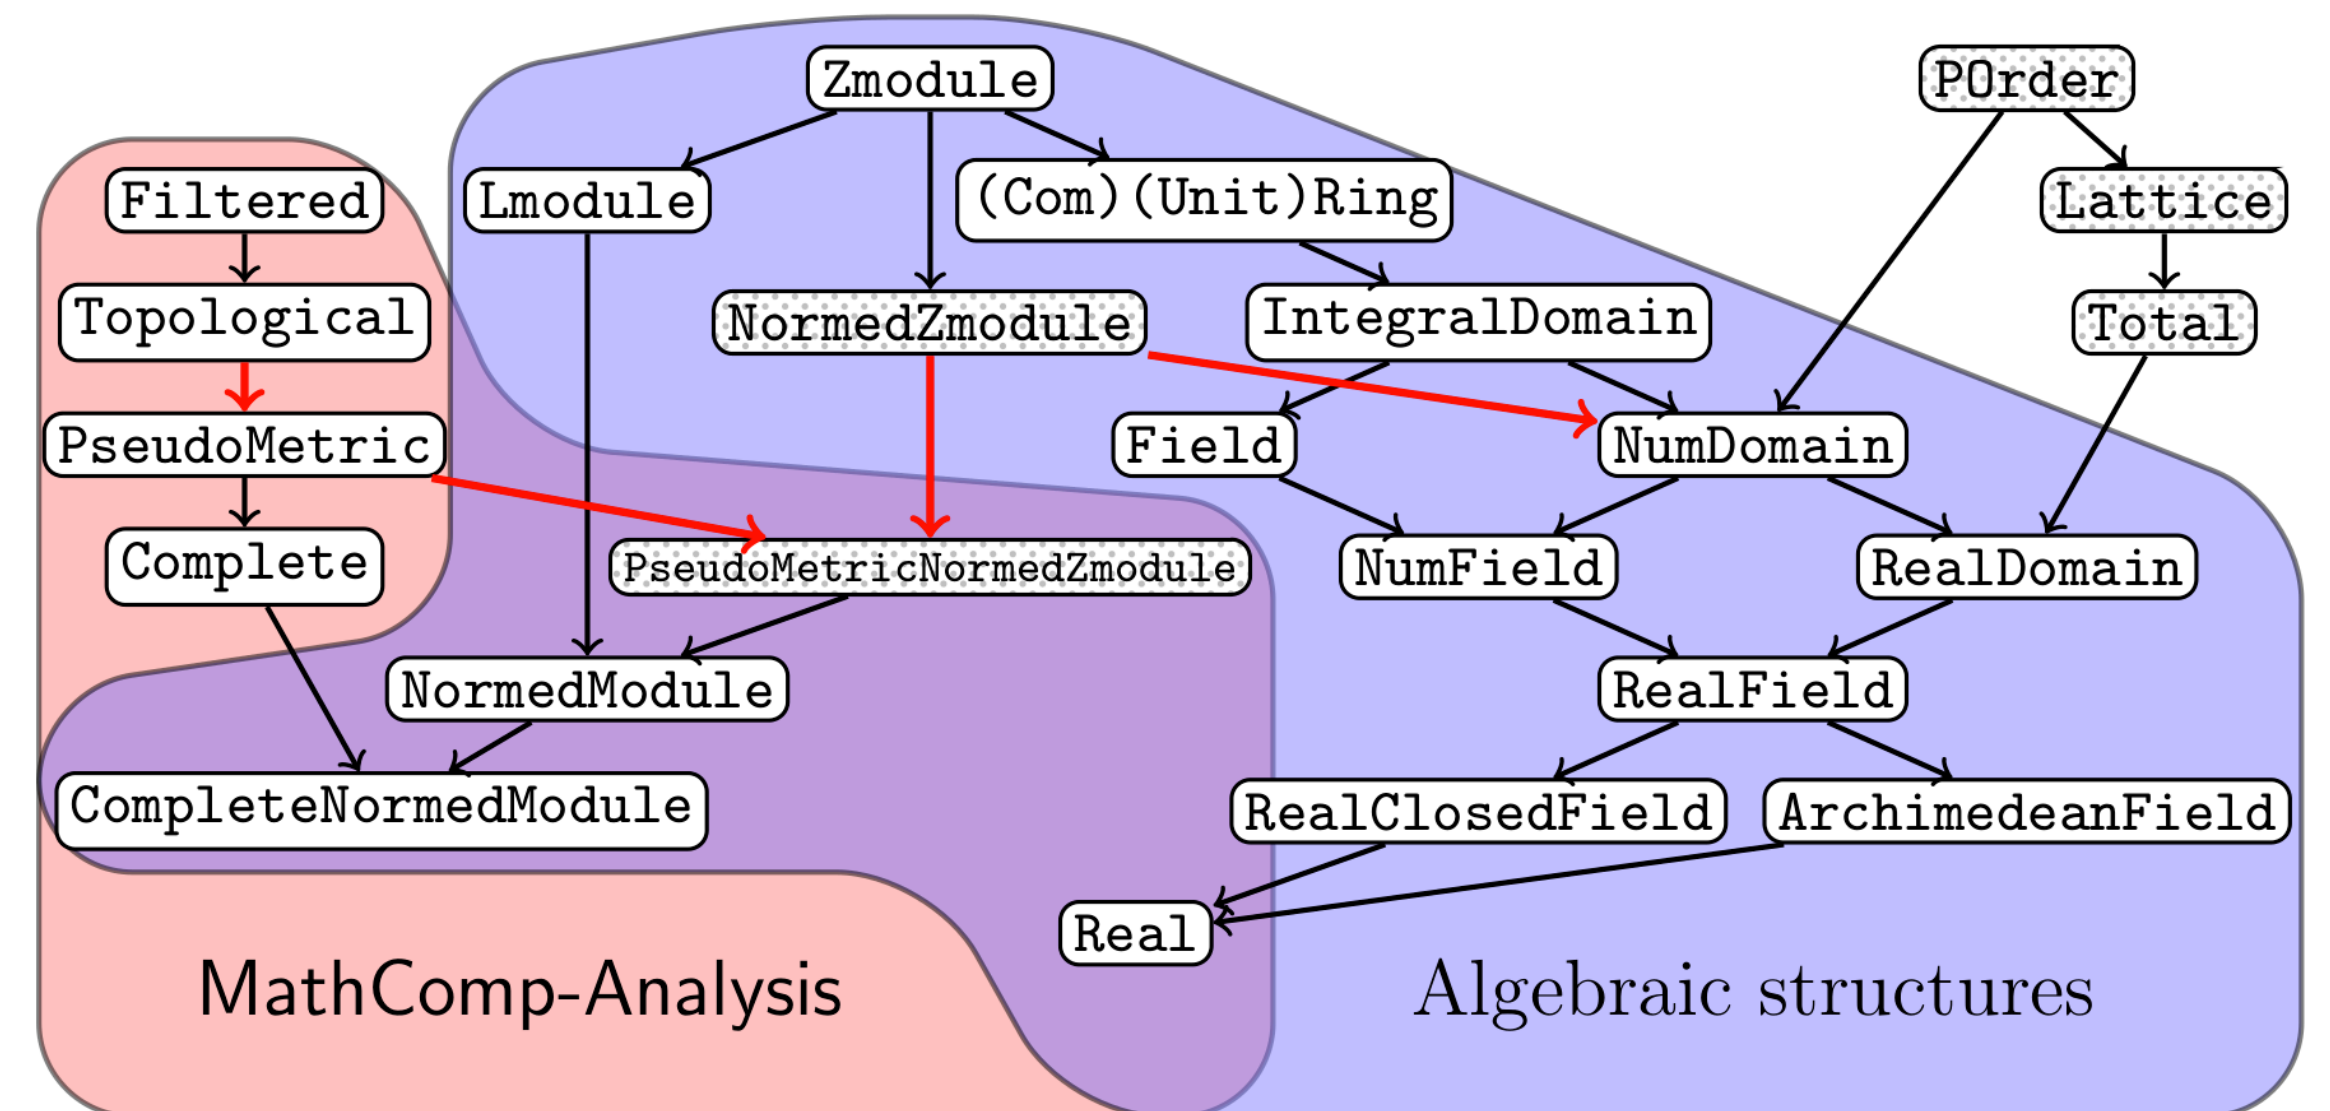 Zmodule
POrder
Filtered
Lmodule
(Com)(Unit)Ring
Lattice
Topological
NormedZmodule
IntegralDomain
Total
PseudoMetric
Field
NumDomain
Complete
PseudoMetricNormedZmodule
NumField
RealDomain
NormedModule
RealField
CompleteNormedModule
RealClosedField
ArchimedeanField
Real
MathComp-Analysis
Algebraic structures